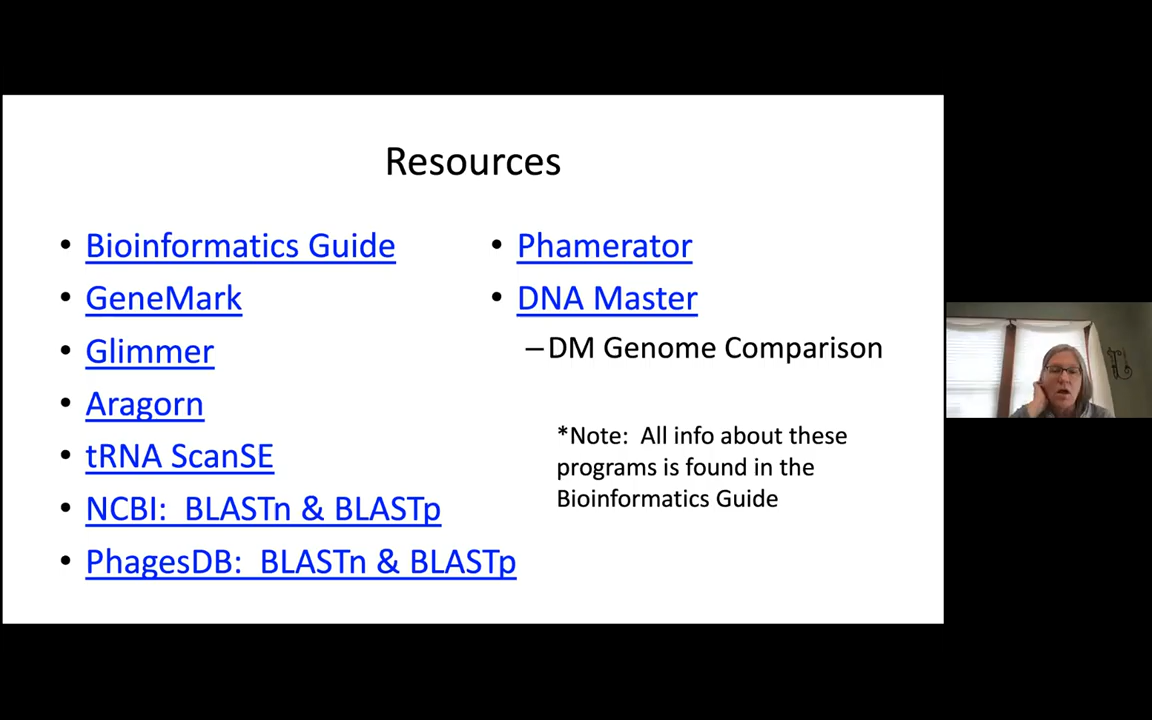 Resources
• Bioinformatics Guide
• GeneMark
• Glimmer
• Aragorn
• tRNA ScanSE
• NCBI:  BLASTn & BLASTp
• PhagesDB:  BLASTn & BLASTp
• Phamerator
• DNA Master
–DM Genome Comparison
*Note:  All info about these
programs is found in the
Bioinformatics Guide